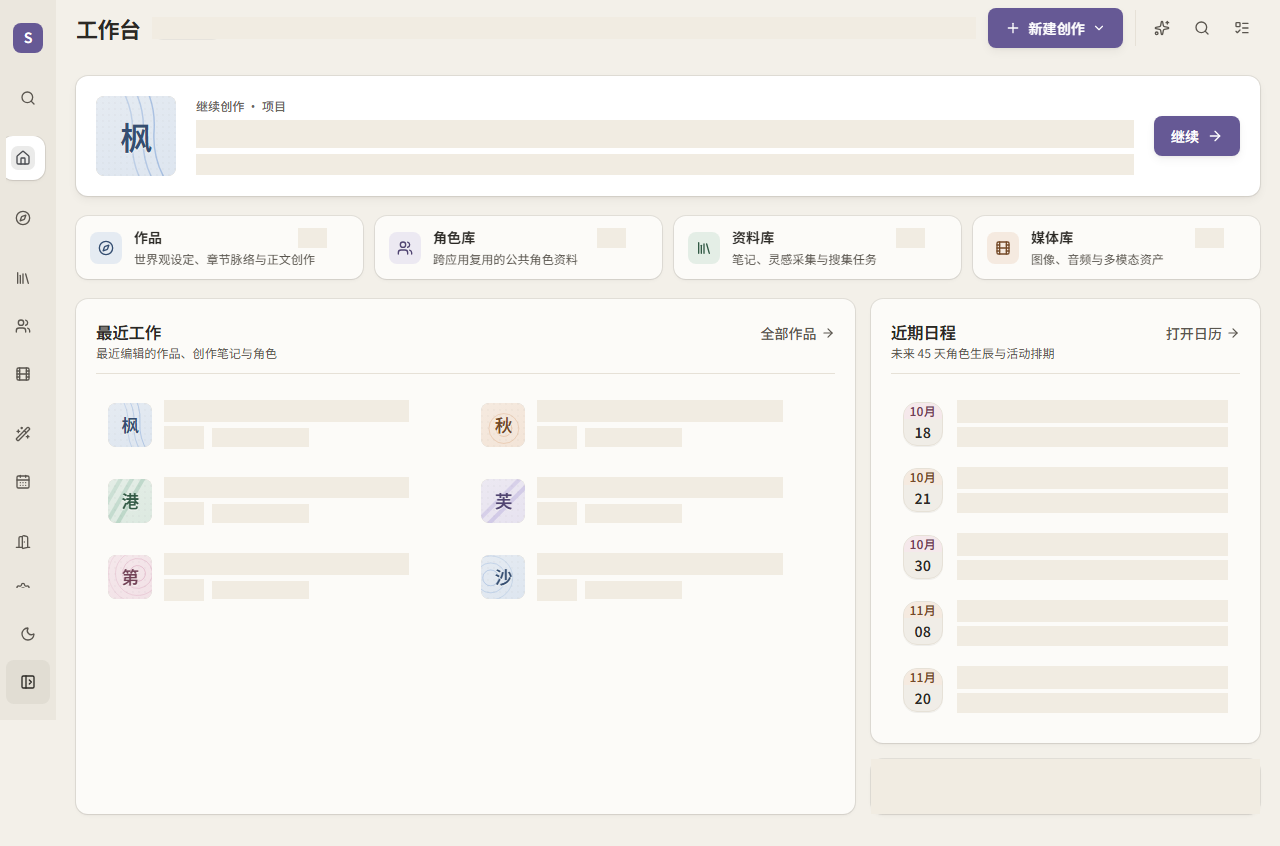 S
工作台
新建创作
枫
继续创作 · 项目
继续
作品
世界观设定、章节脉络与正文创作
角色库
跨应用复用的公共角色资料
资料库
笔记、灵感采集与搜集任务
媒体库
图像、音频与多模态资产
最近工作
全部作品
最近编辑的作品、创作笔记与角色
枫
秋
港
芙
第
沙
近期日程
打开日历
未来 45 天角色生辰与活动排期
10月
18
10月
21
10月
30
11月
08
11月
20